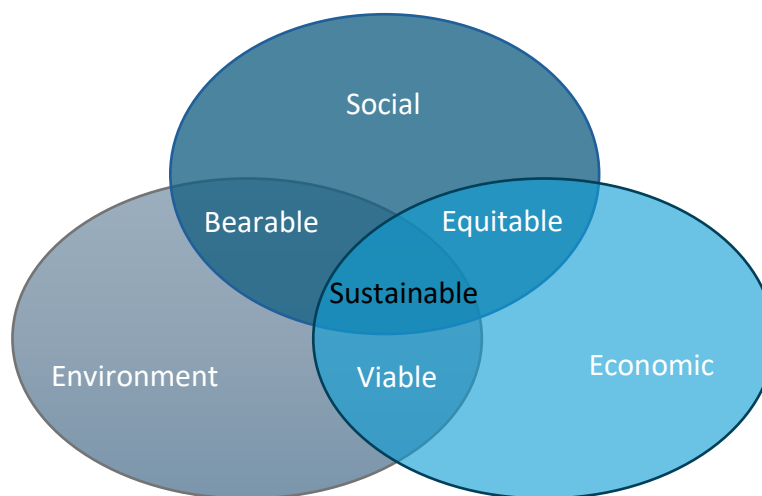 Social
Bearable
Equitable
Sustainable
Environment
Viable
Economic